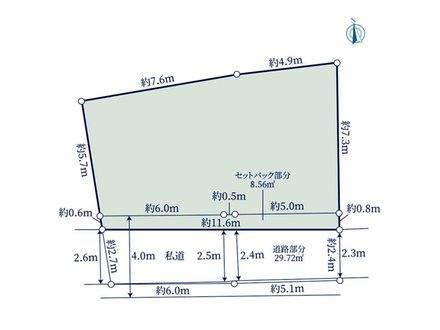 約4.9m
約7.6m
約5.7m
約7.3m
セットバック部分
8.56㎡
約0.5m
約6.0m
約5.0m
約0.6m
約11.6m
約0.8m
2.6m
約2.7m
4.0m
私道
2.5m
2.4m
道路部分
29.72㎡
約2.4m
2.3m
約6.0m
約5.1m